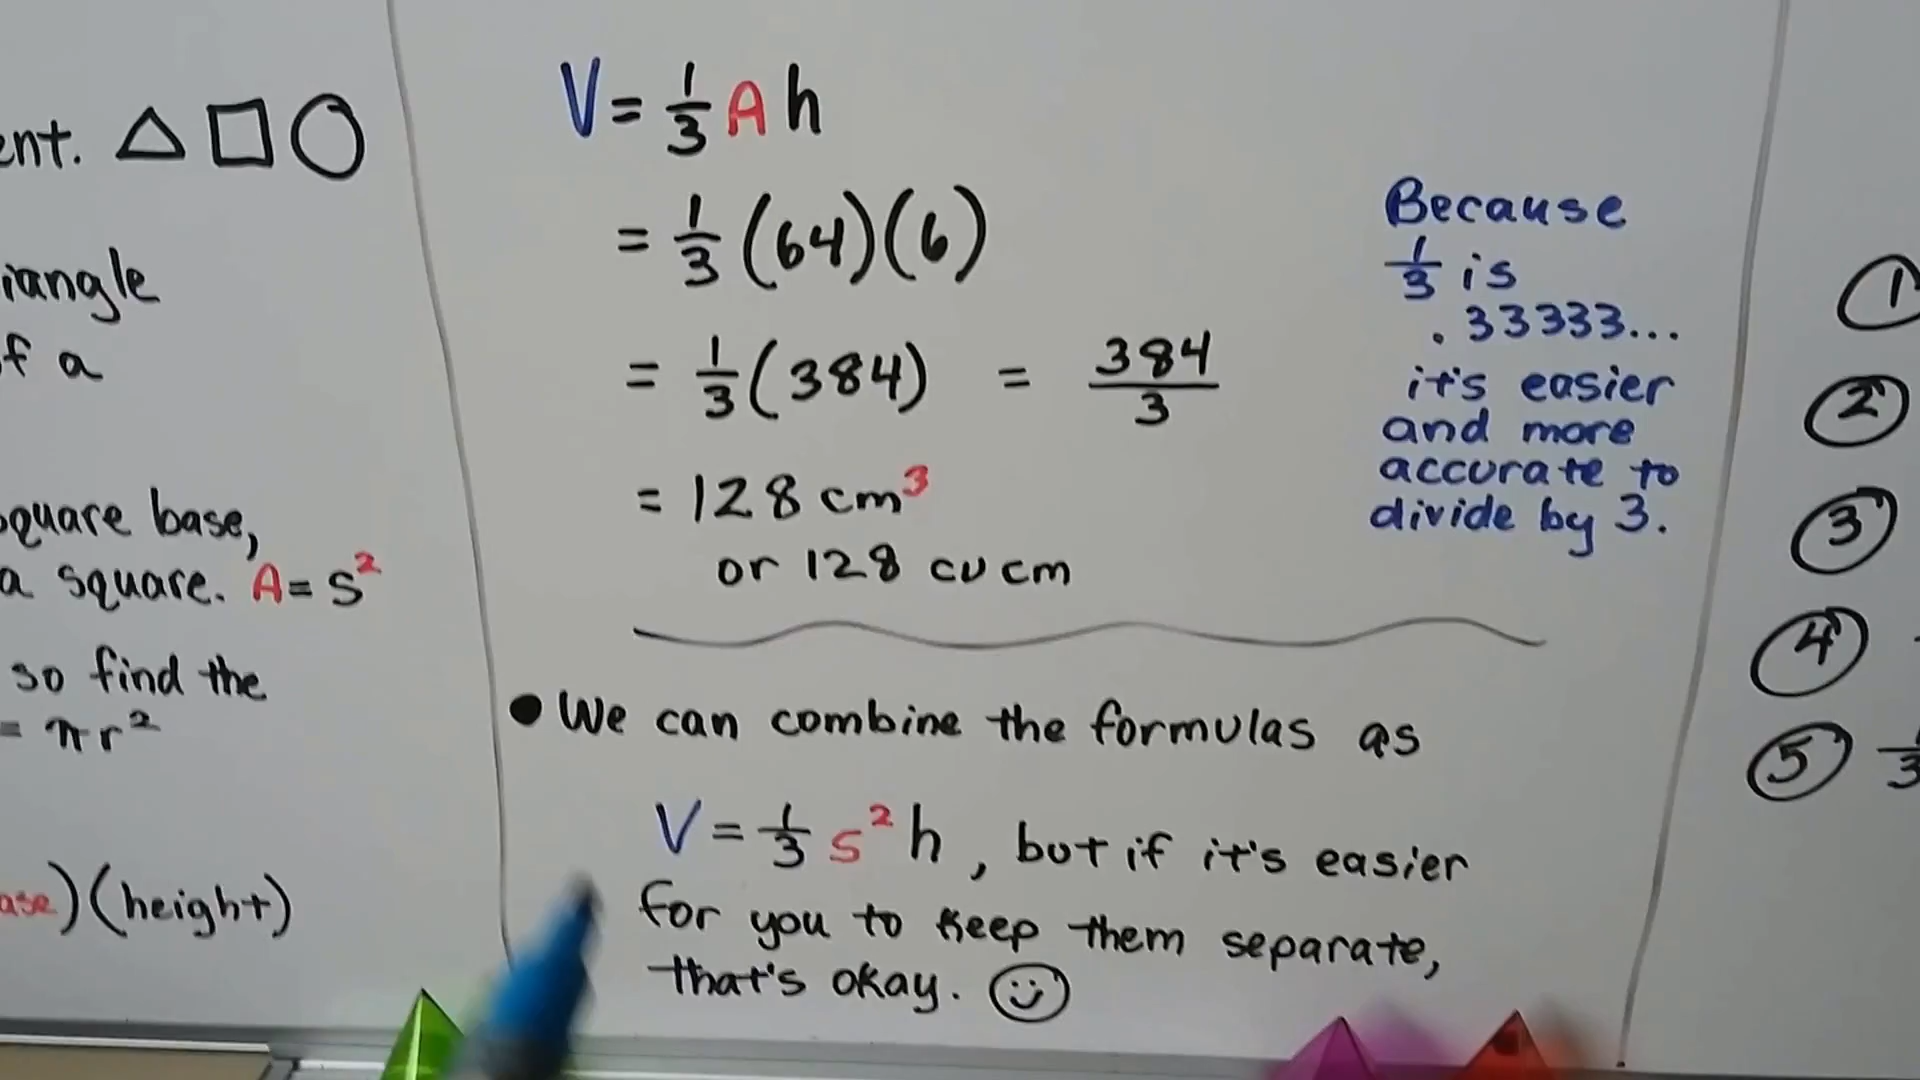 ent.
iangle
f a
square base,
a square. A = s²
so find the
= πr²
ase)(height)
V = 1/3 A h
= 1/3 (64)(6)
= 1/3 (384) = 384/3
= 128 cm³
or 128 cu cm
Because
1/3 is
.33333...
it's easier
and more
accurate to
divide by 3.
• We can combine the formulas as
V = 1/3 s² h, but if it's easier
for you to keep them separate,
that's okay. ☺
①
②
③
④
⑤ 1/3